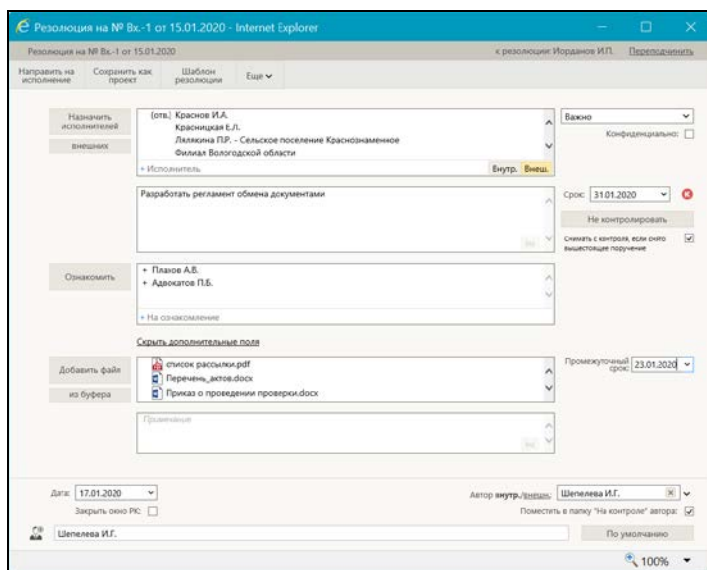 Резолюция на № Вх.-1 от 15.01.2020 - Internet Explorer
Резолюция на № Вх.-1 от 15.01.2020
к резолюции: Иорданов И.П. Переподчинить
Направить на исполнение
Сохранить как проект
Шаблон резолюции
Еще
Назначить исполнителей
внешних
(отв.) Краснов И.А.
Красницкая Е.Л.
Лялякина П.Р. - Сельское поселение Краснознаменное
Филиал Вологодской области
+ Исполнитель
Внутр. Внеш.
Важно
Конфиденциально:
Разработать регламент обмена документами
Срок: 31.01.2020
Не контролировать
Снимать с контроля, если снято
вышестоящее поручение
Ознакомить
+ Плахов А.В.
+ Адвокатов П.Б.
+ На ознакомление
Скрыть дополнительные поля
Добавить файл
из буфера
список рассылки.pdf
Перечень_актов.docx
Приказ о проведении проверки.docx
Промежуточный
срок: 23.01.2020
Примечание
Дата: 17.01.2020
Закрыть окно РК:
Автор внутр./внешн.: Шепелева И.Г.
Поместить в папку "На контроле" автора:
Шепелева И.Г.
По умолчанию
100%